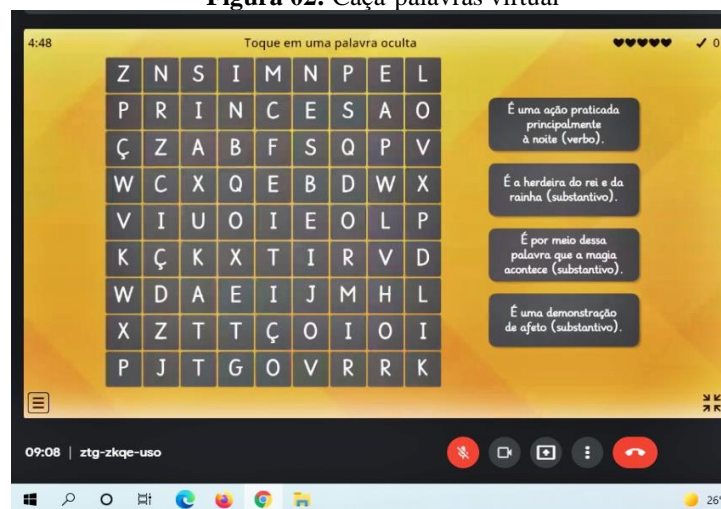 Figura 02: Caça-palavras virtual
4:48 Toque em uma palavra oculta 0
Z N S I M N P E L
P R I N C E S A O
Ç Z A B F S Q P V
W C X Q E B D W X
V I U O I E O L P
K Ç K X T I R V D
W D A E I J M H L
X Z T T Ç O I O I
P J T G O V R R K
É uma ação praticada
principalmente
à noite (verbo).
É a herdeira do rei e da
rainha (substantivo).
É por meio dessa
palavra que a magia
acontece (substantivo).
É uma demonstração
de afeto (substantivo).
09:08 | ztg-zkqe-uso
26°